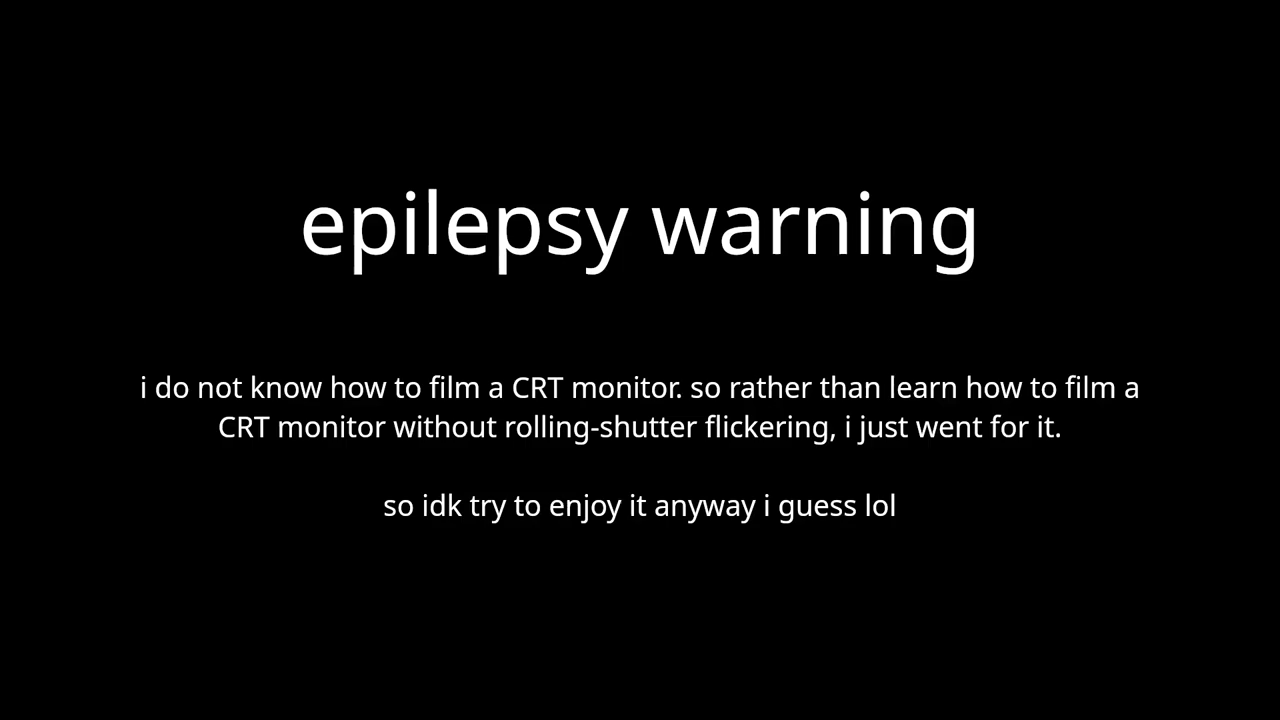 epilepsy warning
i do not know how to film a CRT monitor. so rather than learn how to film a
CRT monitor without rolling-shutter flickering, i just went for it.
so idk try to enjoy it anyway i guess lol